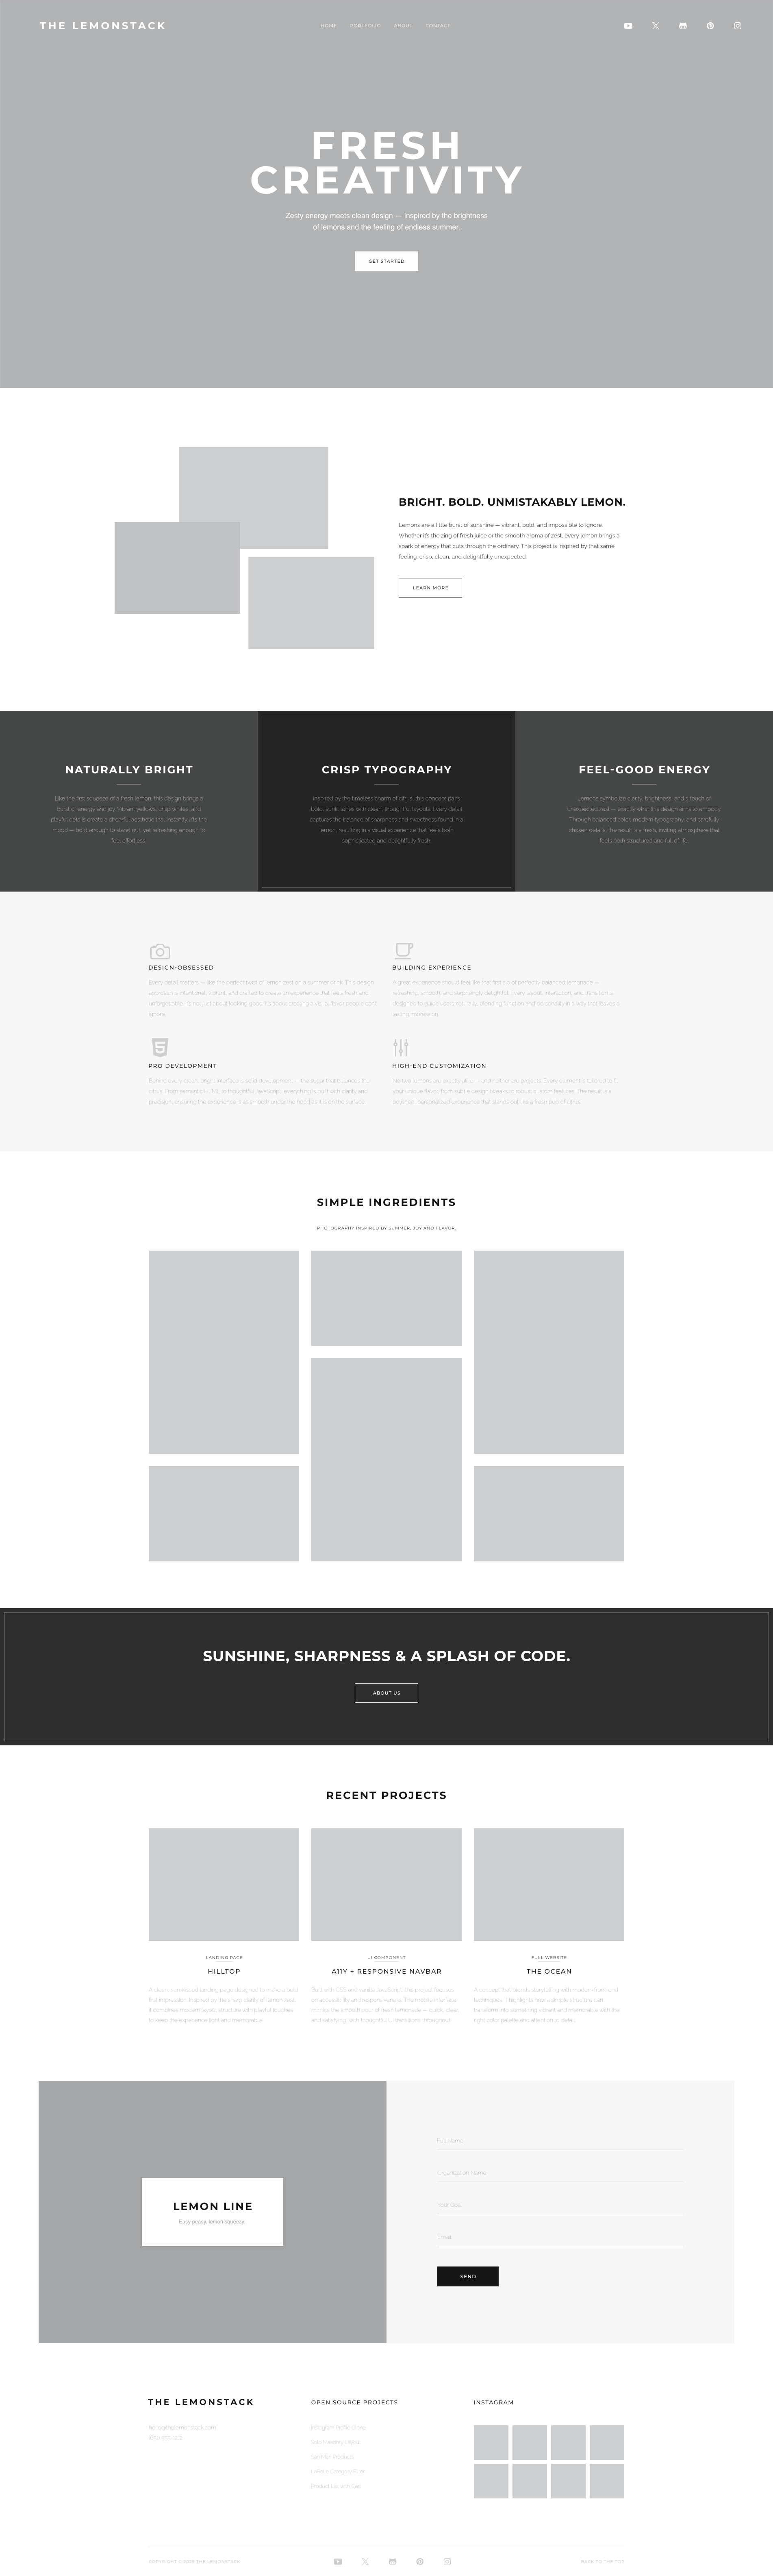 THE LEMONSTACK
HOME PORTFOLIO ABOUT CONTACT
FRESH
CREATIVITY
Zesty energy meets clean design — inspired by the brightness
of lemons and the feeling of endless summer.
GET STARTED
BRIGHT. BOLD. UNMISTAKABLY LEMON.
Lemons are a little burst of sunshine — vibrant, bold, and impossible to ignore.
Whether it's the zing of fresh juice or the smooth aroma of zest, every lemon brings a
spark of energy that cuts through the ordinary. This project is inspired by that same
feeling: crisp, clean, and delightfully unexpected.
LEARN MORE
NATURALLY BRIGHT
Like the first squeeze of a fresh lemon, this design brings a
burst of energy and joy. Vibrant yellows, crisp whites, and
playful details create a cheerful aesthetic that instantly lifts the
mood — bold enough to stand out, yet refreshing enough to
feel effortless.
CRISP TYPOGRAPHY
Inspired by the timeless charm of citrus, this concept pairs
bold, sunlit tones with clean, thoughtful layouts. Every detail
captures the balance of sharpness and sweetness found in a
lemon, resulting in a visual experience that feels both
sophisticated and delightfully fresh.
FEEL-GOOD ENERGY
Lemons symbolize clarity, brightness, and a touch of
unexpected zest — exactly what this design aims to embody.
Through balanced color, modern typography, and carefully
chosen details, the result is a fresh, inviting atmosphere that
feels both structured and full of life.
DESIGN-OBSESSED
Every detail matters — like the perfect twist of lemon zest on a summer drink. This design
approach is intentional, vibrant, and crafted to create an experience that feels fresh and
unforgettable. It's not just about looking good; it's about creating a visual flavor people can't
ignore.
BUILDING EXPERIENCE
A great experience should feel like that first sip of perfectly balanced lemonade —
refreshing, smooth, and surprisingly delightful. Every layout, interaction, and transition is
designed to guide users naturally, blending function and personality in a way that leaves a
lasting impression.
PRO DEVELOPMENT
Behind every clean, bright interface is solid development — the sugar that balances the
citrus. From semantic HTML to thoughtful JavaScript, everything is built with clarity and
precision, ensuring the experience is as smooth under the hood as it is on the surface.
HIGH-END CUSTOMIZATION
No two lemons are exactly alike — and neither are projects. Every element is tailored to fit
your unique flavor, from subtle design tweaks to robust custom features. The result is a
polished, personalized experience that stands out like a fresh pop of citrus.
SIMPLE INGREDIENTS
PHOTOGRAPHY INSPIRED BY SUMMER, JOY AND FLAVOR.
SUNSHINE, SHARPNESS & A SPLASH OF CODE.
ABOUT US
RECENT PROJECTS
LANDING PAGE
HILLTOP
A clean, sun-kissed landing page designed to make a bold
first impression. Inspired by the sharp clarity of lemon zest,
it combines modern layout structure with playful touches
to keep the experience light and memorable.
UI COMPONENT
A11Y + RESPONSIVE NAVBAR
Built with CSS and vanilla JavaScript, this project focuses
on accessibility and responsiveness. The intuitive interface
mimics the smooth pour of fresh lemonade — quick, clear,
and satisfying, with thoughtful UI transitions throughout.
FULL WEBSITE
THE OCEAN
A concept that blends storytelling with modern front-end
techniques. It highlights how a simple structure can
transform into something vibrant and memorable with the
right color palette and attention to detail.
LEMON LINE
Easy peasy, lemon squeezy
Full Name
Organization Name
Your Goal
Email
SEND
THE LEMONSTACK
OPEN SOURCE PROJECTS
Instagram Profile Clone
Product List with Cart
INSTAGRAM
BACK TO THE TOP